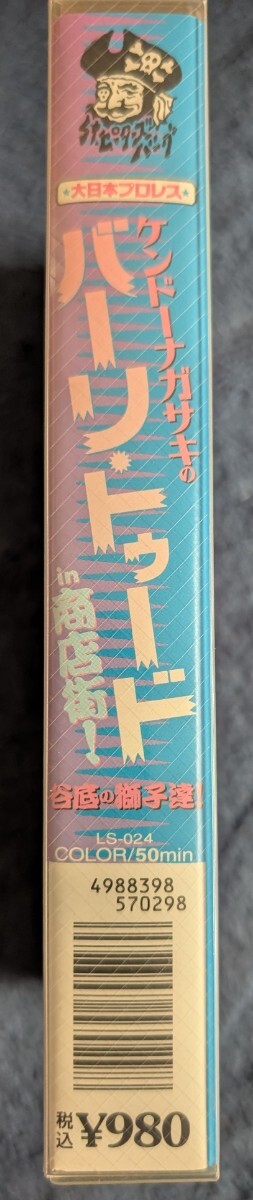 大日本プロレス
ケンドーナガサキの
バーリ・トゥード
in 商店街!
谷底の獅子達!
LS-024
COLOR/50min
4988398
570298
税込 ¥980